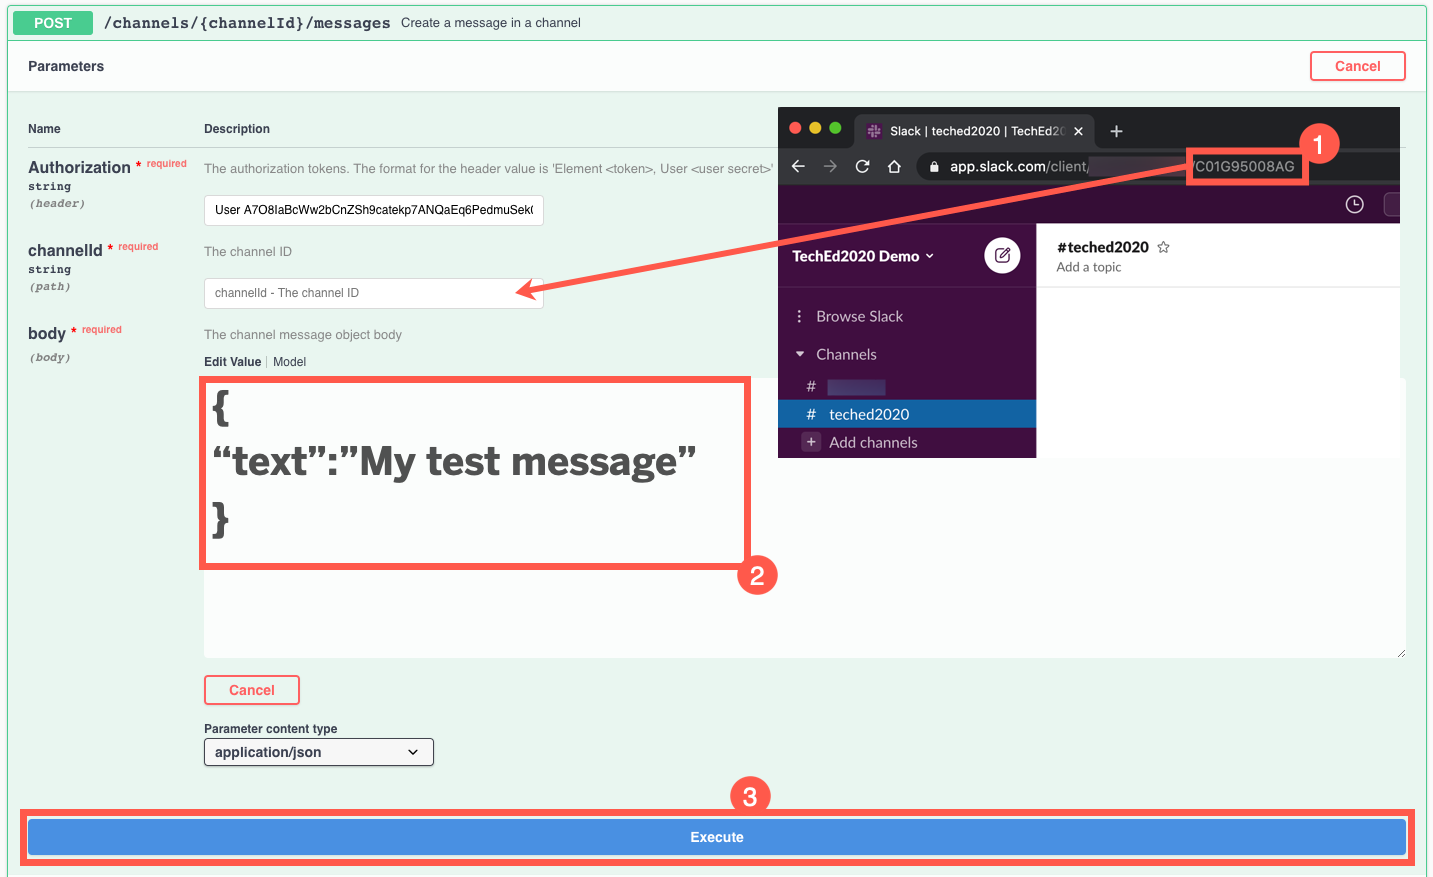 POST /channels/{channelId}/messages Create a message in a channel
Parameters
Cancel
Name Description
Authorization * required
string
(header)
The authorization tokens. The format for the header value is 'Element <token>, User <user secret>'
channelId * required
string
(path)
The channel ID
channelId - The channel ID
body * required
(body)
The channel message object body
Edit Value | Model
{
“text”:”My test message”
}
2
Cancel
Parameter content type
application/json
3
Execute
Slack | teched2020 | TechEd20
1
app.slack.com/client/
/C01G95008AG
TechEd2020 Demo
#teched2020
Add a topic
Browse Slack
Channels
#
# teched2020
+ Add channels